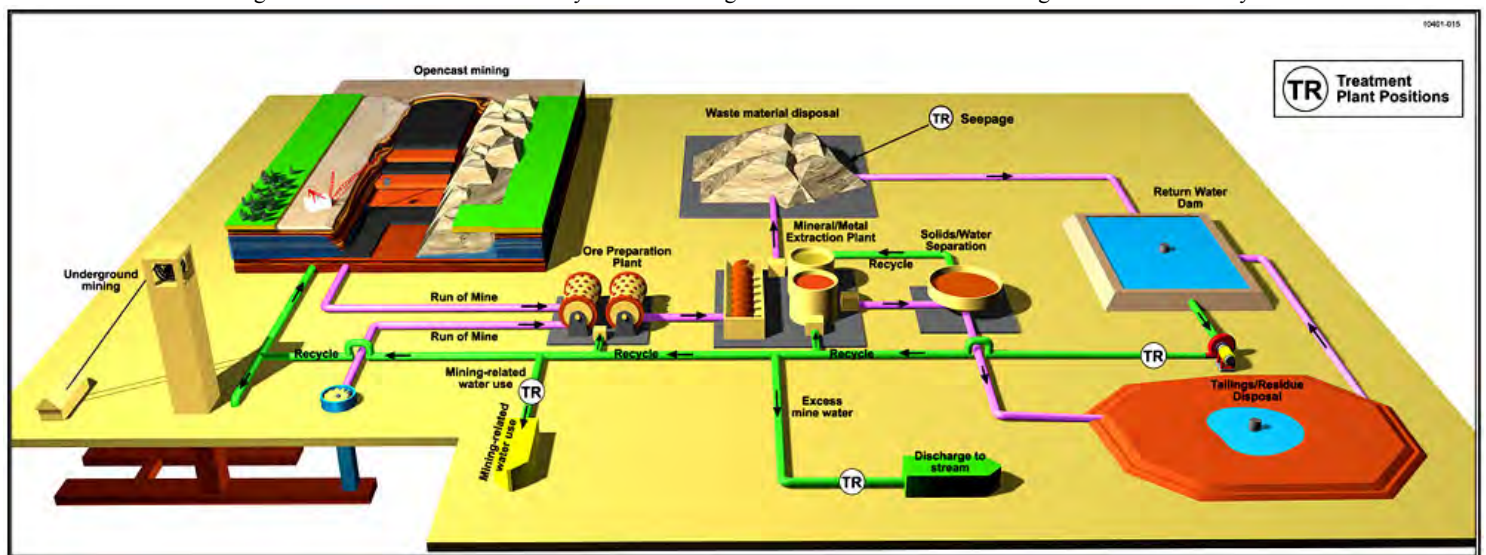 10401-015
Opencast mining
TR Treatment
Plant Positions
Waste material disposal
TR Seepage
Return Water
Dam
Mineral/Metal
Extraction Plant
Solids/Water
Separation
Ore Preparation
Plant
Recycle
Underground
mining
Run of Mine
Run of Mine
Recycle
Recycle
Recycle
TR
Mining-related
water use
TR
Mining-related
water use
Excess
mine water
Tailings/Residue
Disposal
Discharge to
stream
TR